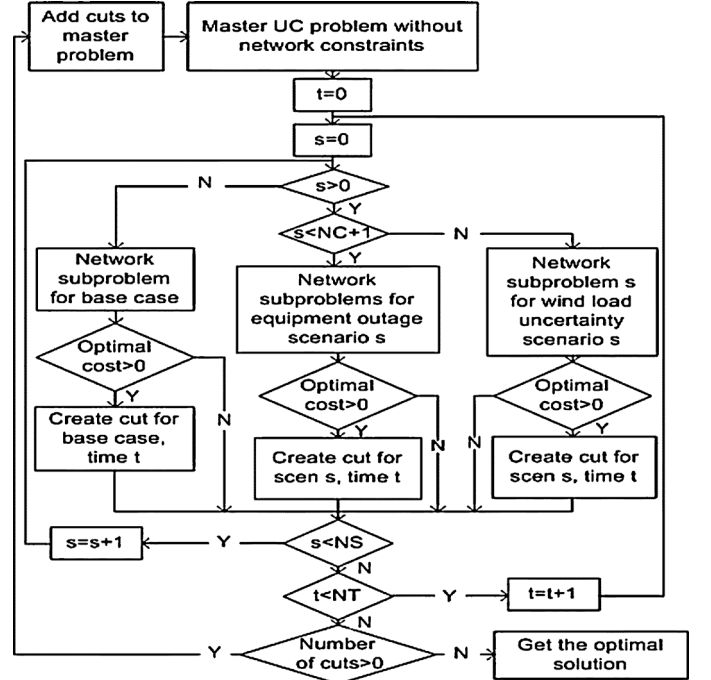 Add cuts to
master
problem
Master UC problem without
network constraints
t=0
s=0
s>0
N
Y
s<NC+1
N
Y
Network
subproblem
for base case
Network
subproblems for
equipment outage
scenario s
Network
subproblem s
for wind load
uncertainty
scenario s
Optimal
cost>0
Optimal
cost>0
Optimal
cost>0
Y
N
Y
N
Y
N
Create cut for
base case,
time t
Create cut for
scen s, time t
Create cut for
scen s, time t
s<NS
Y
s=s+1
N
t<NT
Y
t=t+1
N
Number
of cuts>0
Y
N
Get the optimal
solution